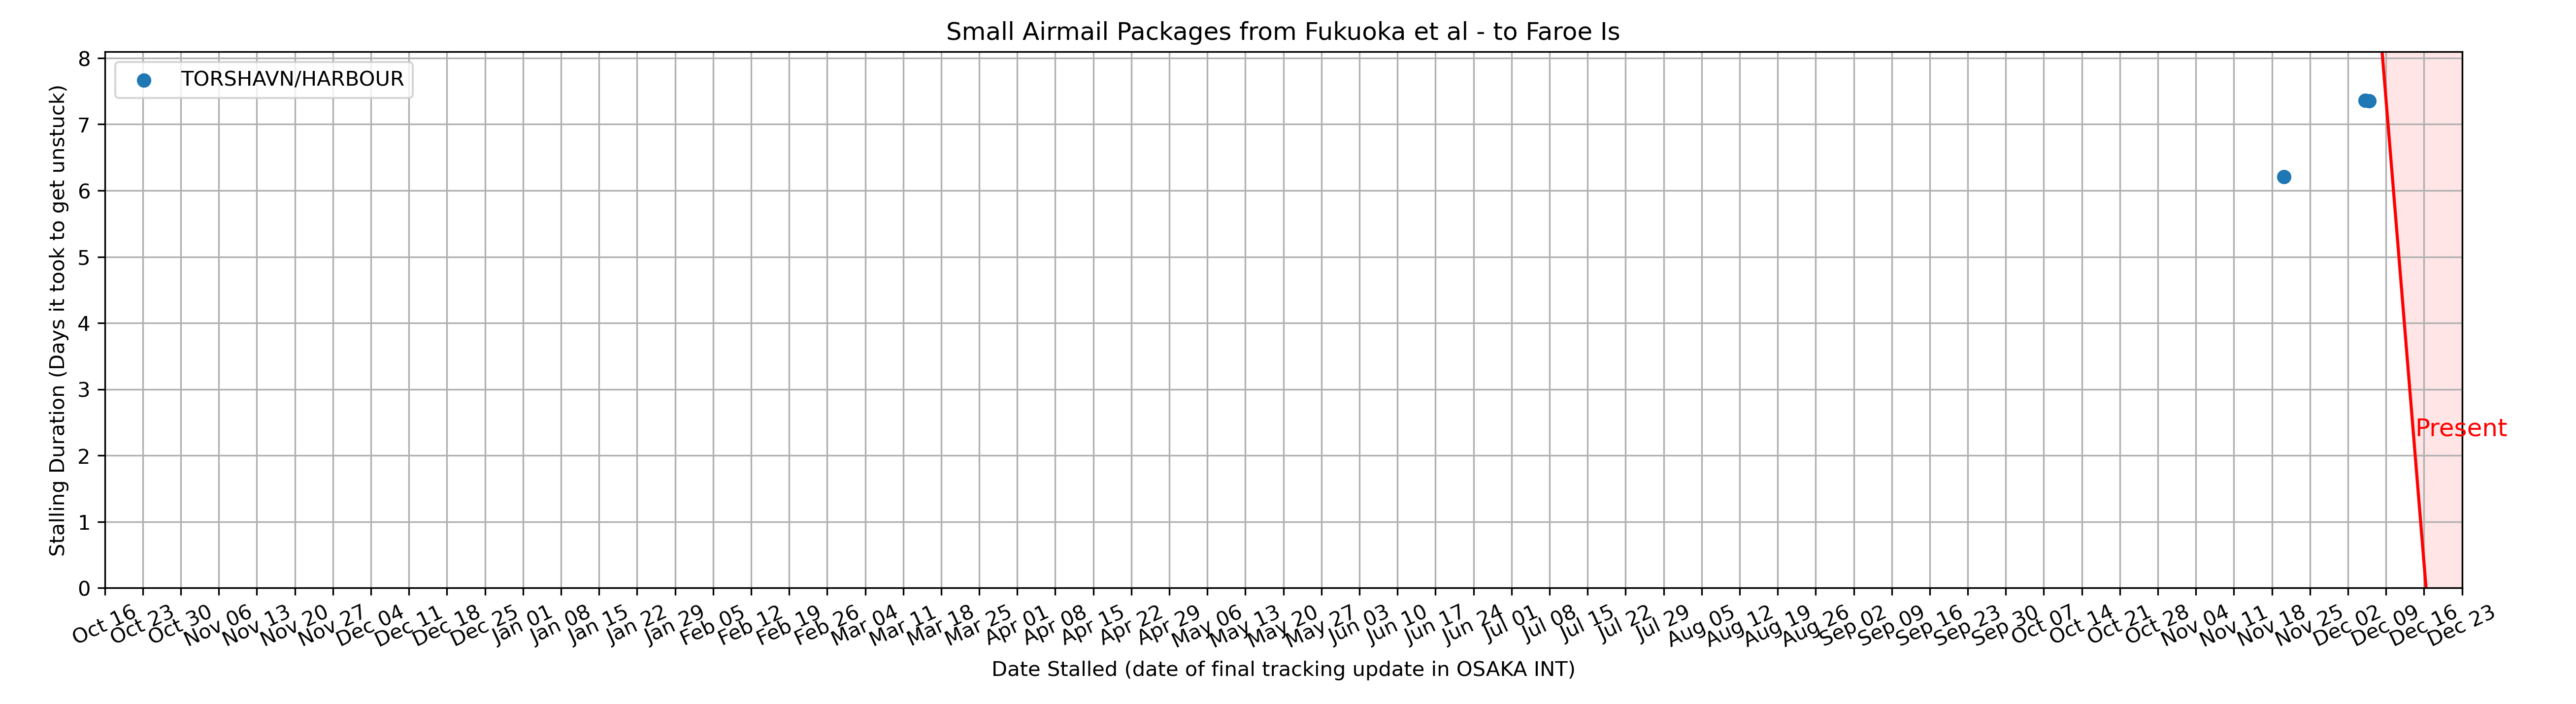 Small Airmail Packages from Fukuoka et al - to Faroe Is
TORSHAVN/HARBOUR
Stalling Duration (Days it took to get unstuck)
8
7
6
5
4
3
2
1
0
Present
Oct 16
Oct 23
Oct 30
Nov 06
Nov 13
Nov 20
Nov 27
Dec 04
Dec 11
Dec 18
Dec 25
Jan 01
Jan 08
Jan 15
Jan 22
Jan 29
Feb 05
Feb 12
Feb 19
Feb 26
Mar 04
Mar 11
Mar 18
Mar 25
Apr 01
Apr 08
Apr 15
Apr 22
Apr 29
May 06
May 13
May 20
May 27
Jun 03
Jun 10
Jun 17
Jun 24
Jul 01
Jul 08
Jul 15
Jul 22
Jul 29
Aug 05
Aug 12
Aug 19
Aug 26
Sep 02
Sep 09
Sep 16
Sep 23
Sep 30
Oct 07
Oct 14
Oct 21
Oct 28
Nov 04
Nov 11
Nov 18
Nov 25
Dec 02
Dec 09
Dec 16
Dec 23
Date Stalled (date of final tracking update in OSAKA INT)